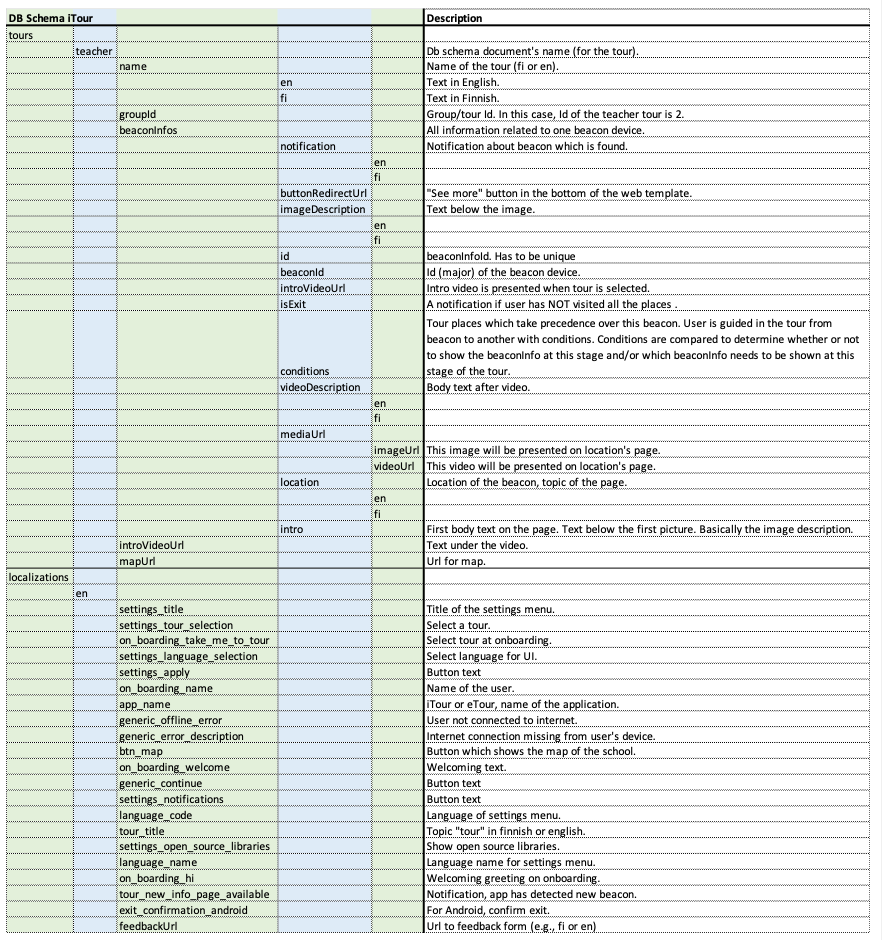 DB Schema iTour Description
tours
teacher Db schema document's name (for the tour).
name Name of the tour (fi or en).
en Text in English.
fi Text in Finnish.
groupId Group/tour Id. In this case, Id of the teacher tour is 2.
beaconInfos All information related to one beacon device.
notification Notification about beacon which is found.
en
fi
buttonRedirectUrl "See more" button in the bottom of the web template.
imageDescription Text below the image.
en
fi
id beaconInfoId. Has to be unique
beaconId Id (major) of the beacon device.
introVideoUrl Intro video is presented when tour is selected.
isExit A notification if user has NOT visited all the places .
Tour places which take precedence over this beacon. User is guided in the tour from
beacon to another with conditions. Conditions are compared to determine whether or not
to show the beaconInfo at this stage and/or which beaconInfo needs to be shown at this
conditions stage of the tour.
videoDescription Body text after video.
en
fi
mediaUrl
imageUrl This image will be presented on location's page.
videoUrl This video will be presented on location's page.
location Location of the beacon, topic of the page.
en
fi
intro First body text on the page. Text below the first picture. Basically the image description.
introVideoUrl Text under the video.
mapUrl Url for map.
localizations
en
settings_title Title of the settings menu.
settings_tour_selection Select a tour.
on_boarding_take_me_to_tour Select tour at onboarding.
settings_language_selection Select language for UI.
settings_apply Button text
on_boarding_name Name of the user.
app_name iTour or eTour, name of the application.
generic_offline_error User not connected to internet.
generic_error_description Internet connection missing from user's device.
btn_map Button which shows the map of the school.
on_boarding_welcome Welcoming text.
generic_continue Button text
settings_notifications Button text
language_code Language of settings menu.
tour_title Topic "tour" in finnish or english.
settings_open_source_libraries Show open source libraries.
language_name Language name for settings menu.
on_boarding_hi Welcoming greeting on onboarding.
tour_new_info_page_available Notification, app has detected new beacon.
exit_confirmation_android For Android, confirm exit.
feedbackUrl Url to feedback form (e.g., fi or en)